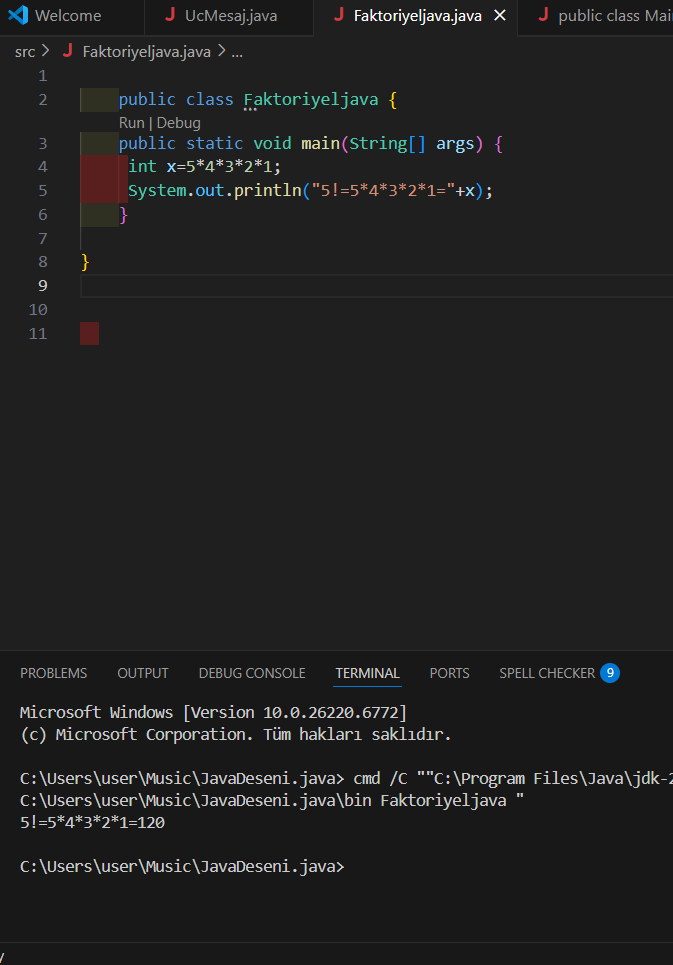 Welcome J UcMesaj.java J Faktoriyeljava.java × J public class Mai
src > J Faktoriyeljava.java > ...
1
2 public class Faktoriyeljava {
Run | Debug
3 public static void main(String[] args) {
4 int x=5*4*3*2*1;
5 System.out.println("5!=5*4*3*2*1="+x);
6 }
7
8 }
9
10
11
PROBLEMS OUTPUT DEBUG CONSOLE TERMINAL PORTS SPELL CHECKER 9
Microsoft Windows [Version 10.0.26220.6772]
(c) Microsoft Corporation. Tüm hakları saklıdır.
C:\Users\user\Music\JavaDeseni.java> cmd /C ""C:\Program Files\Java\jdk-2
C:\Users\user\Music\JavaDeseni.java\bin Faktoriyeljava "
5!=5*4*3*2*1=120
C:\Users\user\Music\JavaDeseni.java>